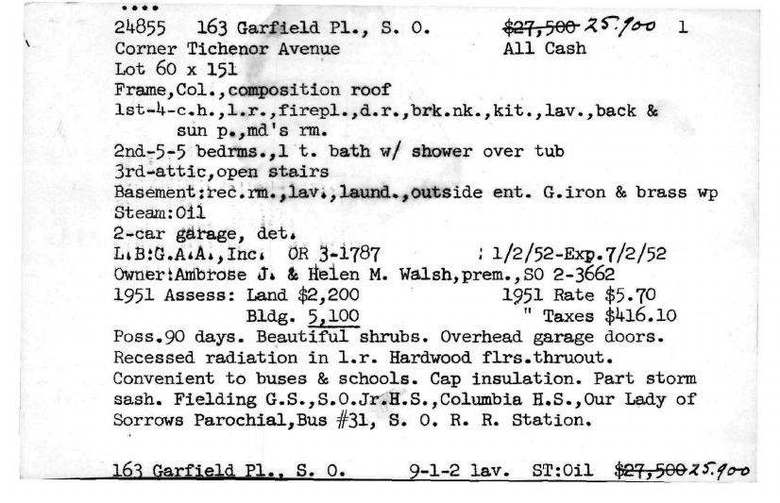 24855 163 Garfield Pl., S. O. $27,500 25.900 1
Corner Tichenor Avenue All Cash
Lot 60 x 151
Frame,Col.,composition roof
1st-4-c.h.,l.r.,firepl.,d.r.,brk.nk.,kit.,lav.,back &
sun p.,md's rm.
2nd-5-5 bedrms.,1 t. bath w/ shower over tub
3rd-attic,open stairs
Basement:rec.rm.,lav.,laund.,outside ent. G.iron & brass wp
Steam:Oil
2-car garage, det.
L.B:G.A.A.,Inc. OR 3-1787 : 1/2/52-Exp.7/2/52
Owner:Ambrose J. & Helen M. Walsh,prem.,SO 2-3662
1951 Assess: Land $2,200 1951 Rate $5.70
Bldg. 5,100 " Taxes $416.10
Poss.90 days. Beautiful shrubs. Overhead garage doors.
Recessed radiation in l.r. Hardwood flrs.thruout.
Convenient to buses & schools. Cap insulation. Part storm
sash. Fielding G.S.,S.O.Jr.H.S.,Columbia H.S.,Our Lady of
Sorrows Parochial,Bus #31, S. O. R. R. Station.
163 Garfield Pl., S. O. 9-1-2 lav. ST:Oil $27,500 25.900